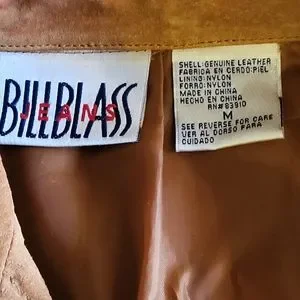 BILLBLASS
JEANS
SHELL:GENUINE LEATHER
FABRICA EN CERDO:PIEL
LINING:NYLON
FORRO:NYLON
MADE IN CHINA
HECHO EN CHINA
RN#83910
M
SEE REVERSE FOR CARE
VER AL DORSO PARA
CUIDADO